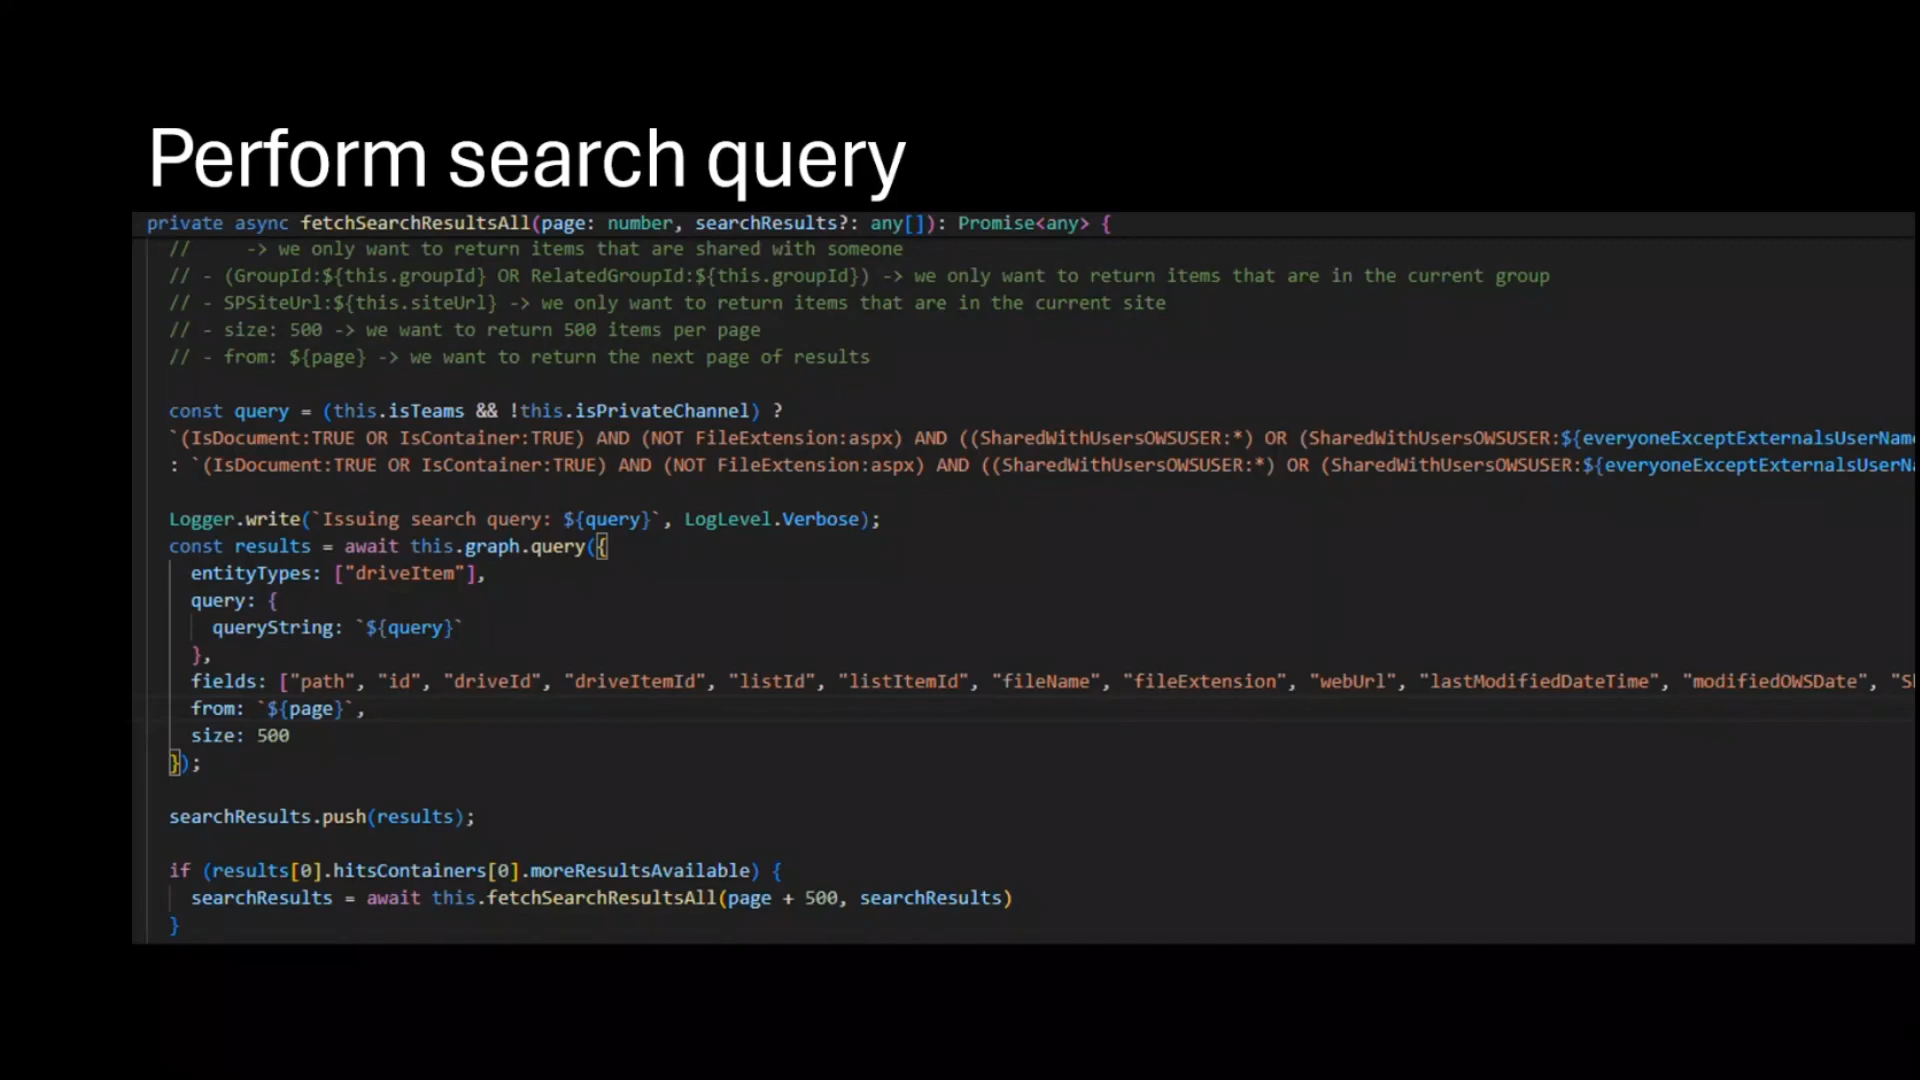 Perform search query
private async fetchSearchResultsAll(page: number, searchResults?: any[]): Promise<any> {
// -> we only want to return items that are shared with someone
// - (GroupId:${this.groupId} OR RelatedGroupId:${this.groupId}) -> we only want to return items that are in the current group
// - SPSiteUrl:${this.siteUrl} -> we only want to return items that are in the current site
// - size: 500 -> we want to return 500 items per page
// - from: ${page} -> we want to return the next page of results
const query = (this.isTeams && !this.isPrivateChannel) ?
`(IsDocument:TRUE OR IsContainer:TRUE) AND (NOT FileExtension:aspx) AND ((SharedWithUsersOWSUSER:*) OR (SharedWithUsersOWSUSER:${everyoneExceptExternalsUserName
: `(IsDocument:TRUE OR IsContainer:TRUE) AND (NOT FileExtension:aspx) AND ((SharedWithUsersOWSUSER:*) OR (SharedWithUsersOWSUSER:${everyoneExceptExternalsUserNa
Logger.write(`Issuing search query: ${query}`, LogLevel.Verbose);
const results = await this.graph.query({
entityTypes: ["driveItem"],
query: {
queryString: `${query}`
},
fields: ["path", "id", "driveId", "driveItemId", "listId", "listItemId", "fileName", "fileExtension", "webUrl", "lastModifiedDateTime", "modifiedOWSDate",
from: `${page}`,
size: 500
});
searchResults.push(results);
if (results[0].hitsContainers[0].moreResultsAvailable) {
searchResults = await this.fetchSearchResultsAll(page + 500, searchResults)
}